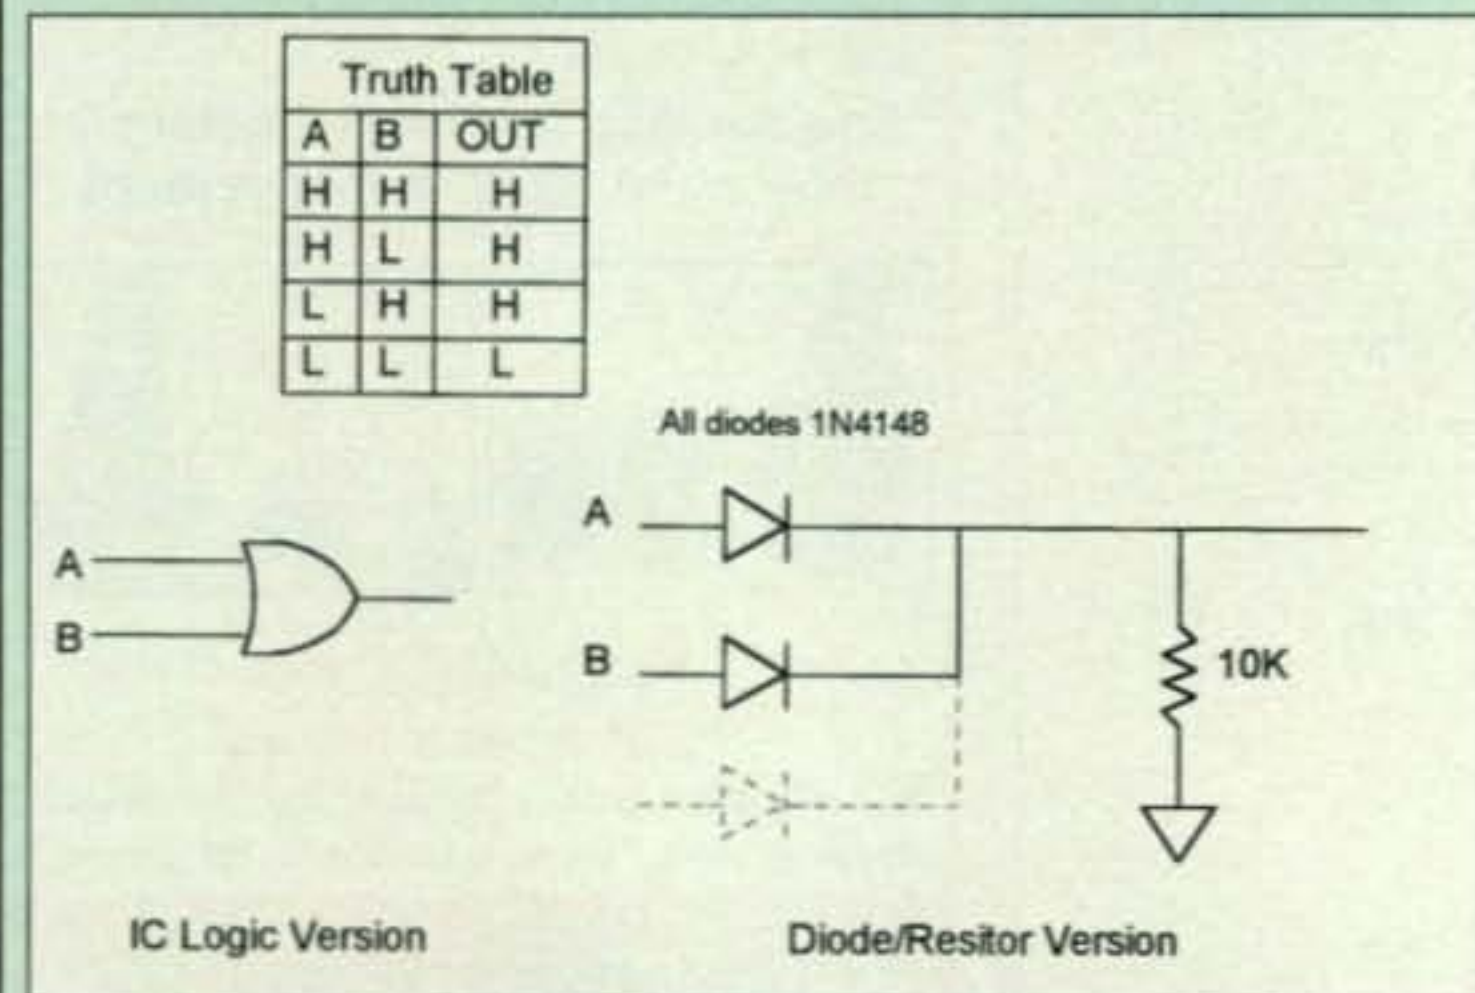 Truth Table
A B OUT
H H H
H L H
L H H
L L L
All diodes 1N4148
A
B
A
B
10K
IC Logic Version
Diode/Resitor Version